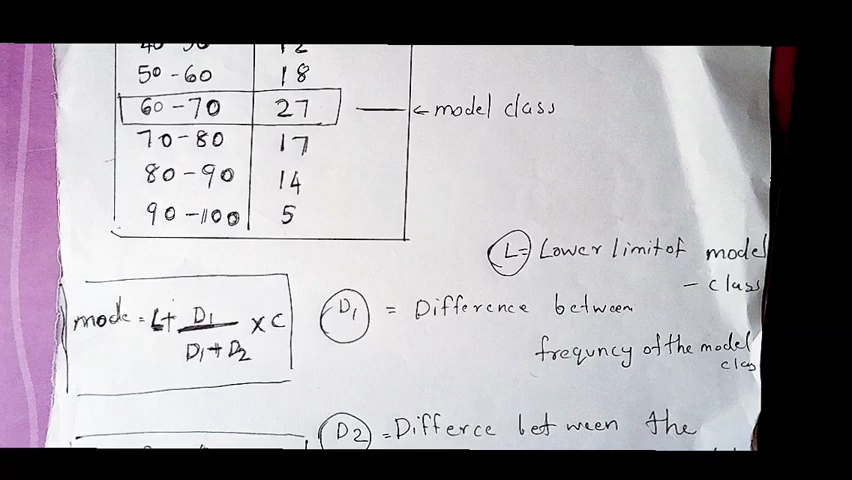 50-60 18
60-70 27 ← model class
70-80 17
80-90 14
90-100 5
L= Lower limit of model
- class
mode = L+ D1 / D1+D2 x C
D1 = Difference between
frequncy of the model
clas
D2 = Differce between the